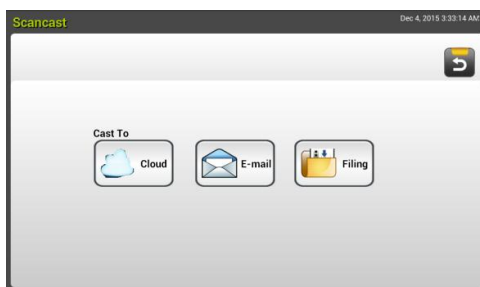 Scancast
Dec 4, 2015 3:33:14 AM
Cast To
Cloud
E-mail
Filing